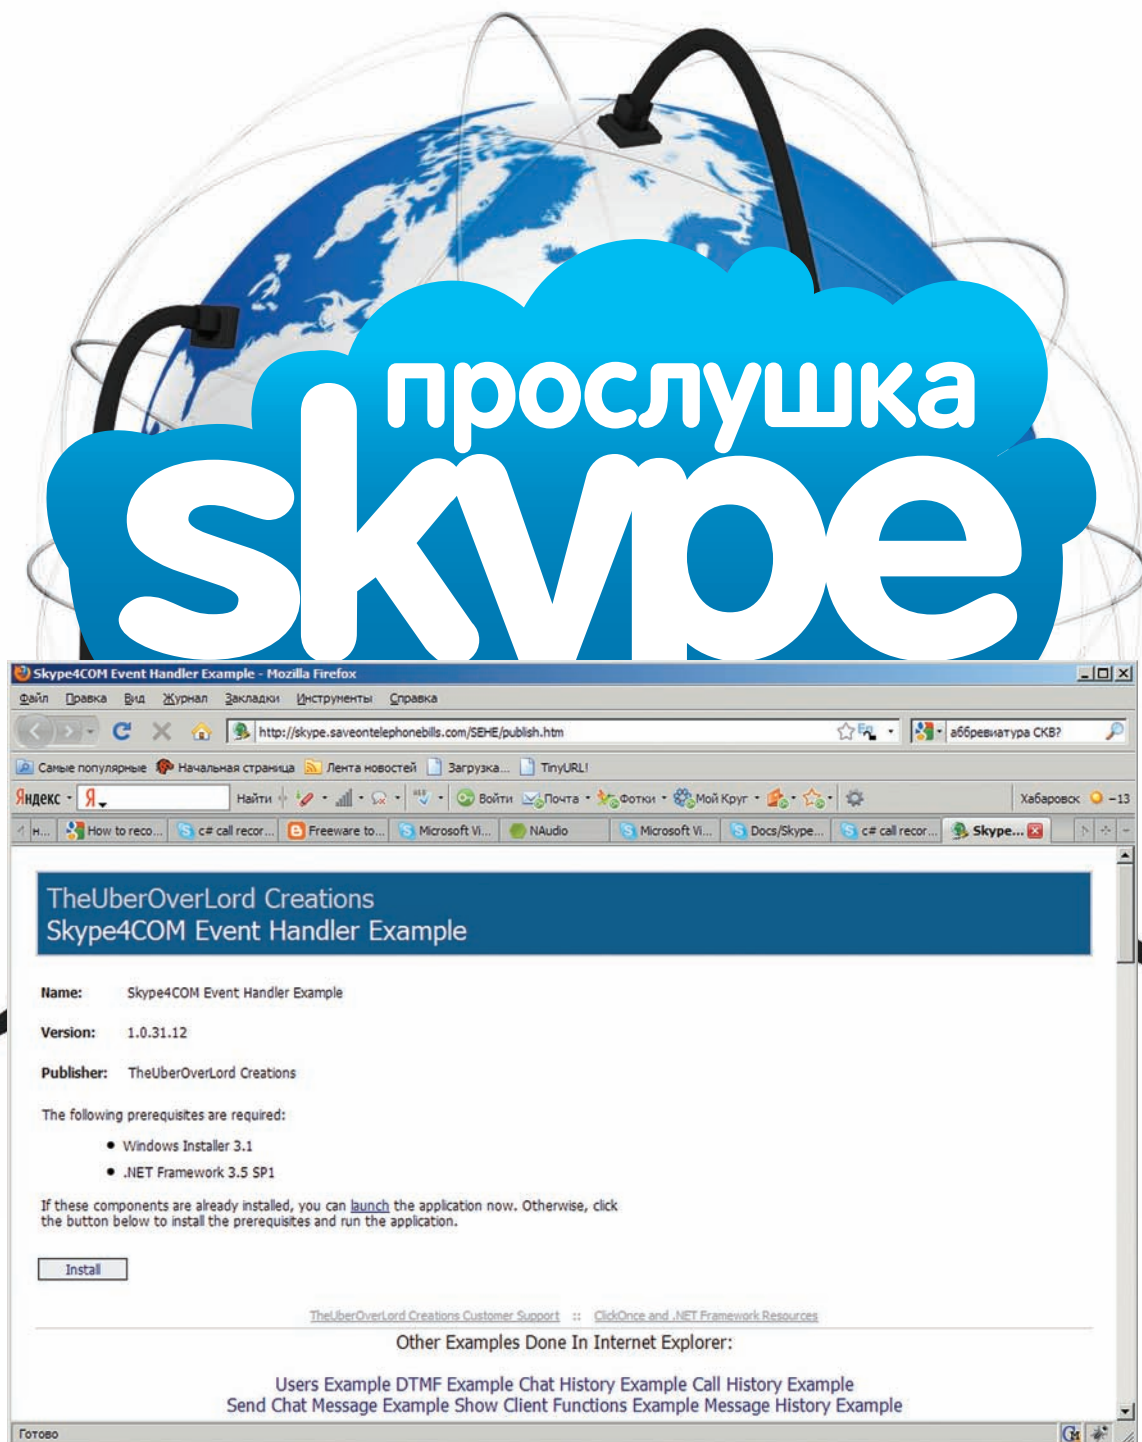 прослушка
skype
Skype4COM Event Handler Example - Mozilla Firefox
Файл Правка Вид Журнал Закладки Инструменты Справка
http://skype.saveontelephonebills.com/SEHE/publish.htm
аббревиатура СКВ?
Самые популярные Начальная страница Лента новостей Загрузка... TinyURL!
Яндекс Я Найти Войти Почта Фотки Мой Круг Хабаровск -13
н... How to reco... c# call recor... Freeware to... Microsoft Vi... NAudio Microsoft Vi... Docs/Skype... c# call recor... Skype...
TheUberOverLord Creations
Skype4COM Event Handler Example
Name: Skype4COM Event Handler Example
Version: 1.0.31.12
Publisher: TheUberOverLord Creations
The following prerequisites are required:
Windows Installer 3.1
.NET Framework 3.5 SP1
If these components are already installed, you can launch the application now. Otherwise, click
the button below to install the prerequisites and run the application.
Install
TheUberOverLord Creations Customer Support :: ClickOnce and .NET Framework Resources
Other Examples Done In Internet Explorer:
Users Example DTMF Example Chat History Example Call History Example
Send Chat Message Example Show Client Functions Example Message History Example
Готово